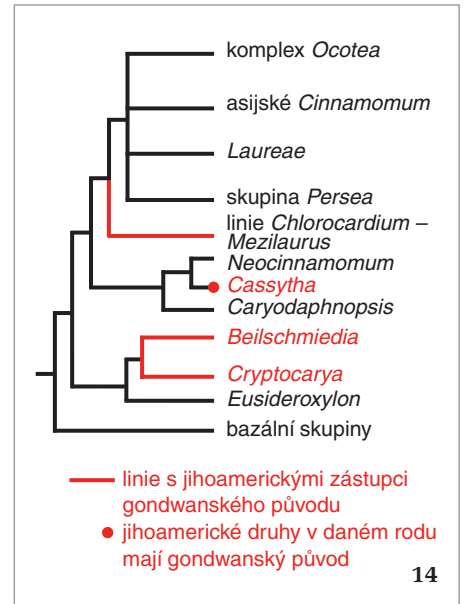 komplex Ocotea
asijské Cinnamomum
Laureae
skupina Persea
linie Chlorocardium –
Mezilaurus
Neocinnamomum
Cassytha
Caryodaphnopsis
Beilschmiedia
Cryptocarya
Eusideroxylon
bazální skupiny
linie s jihoamerickými zástupci
gondwanského původu
jihoamerické druhy v daném rodu
mají gondwanský původ
14